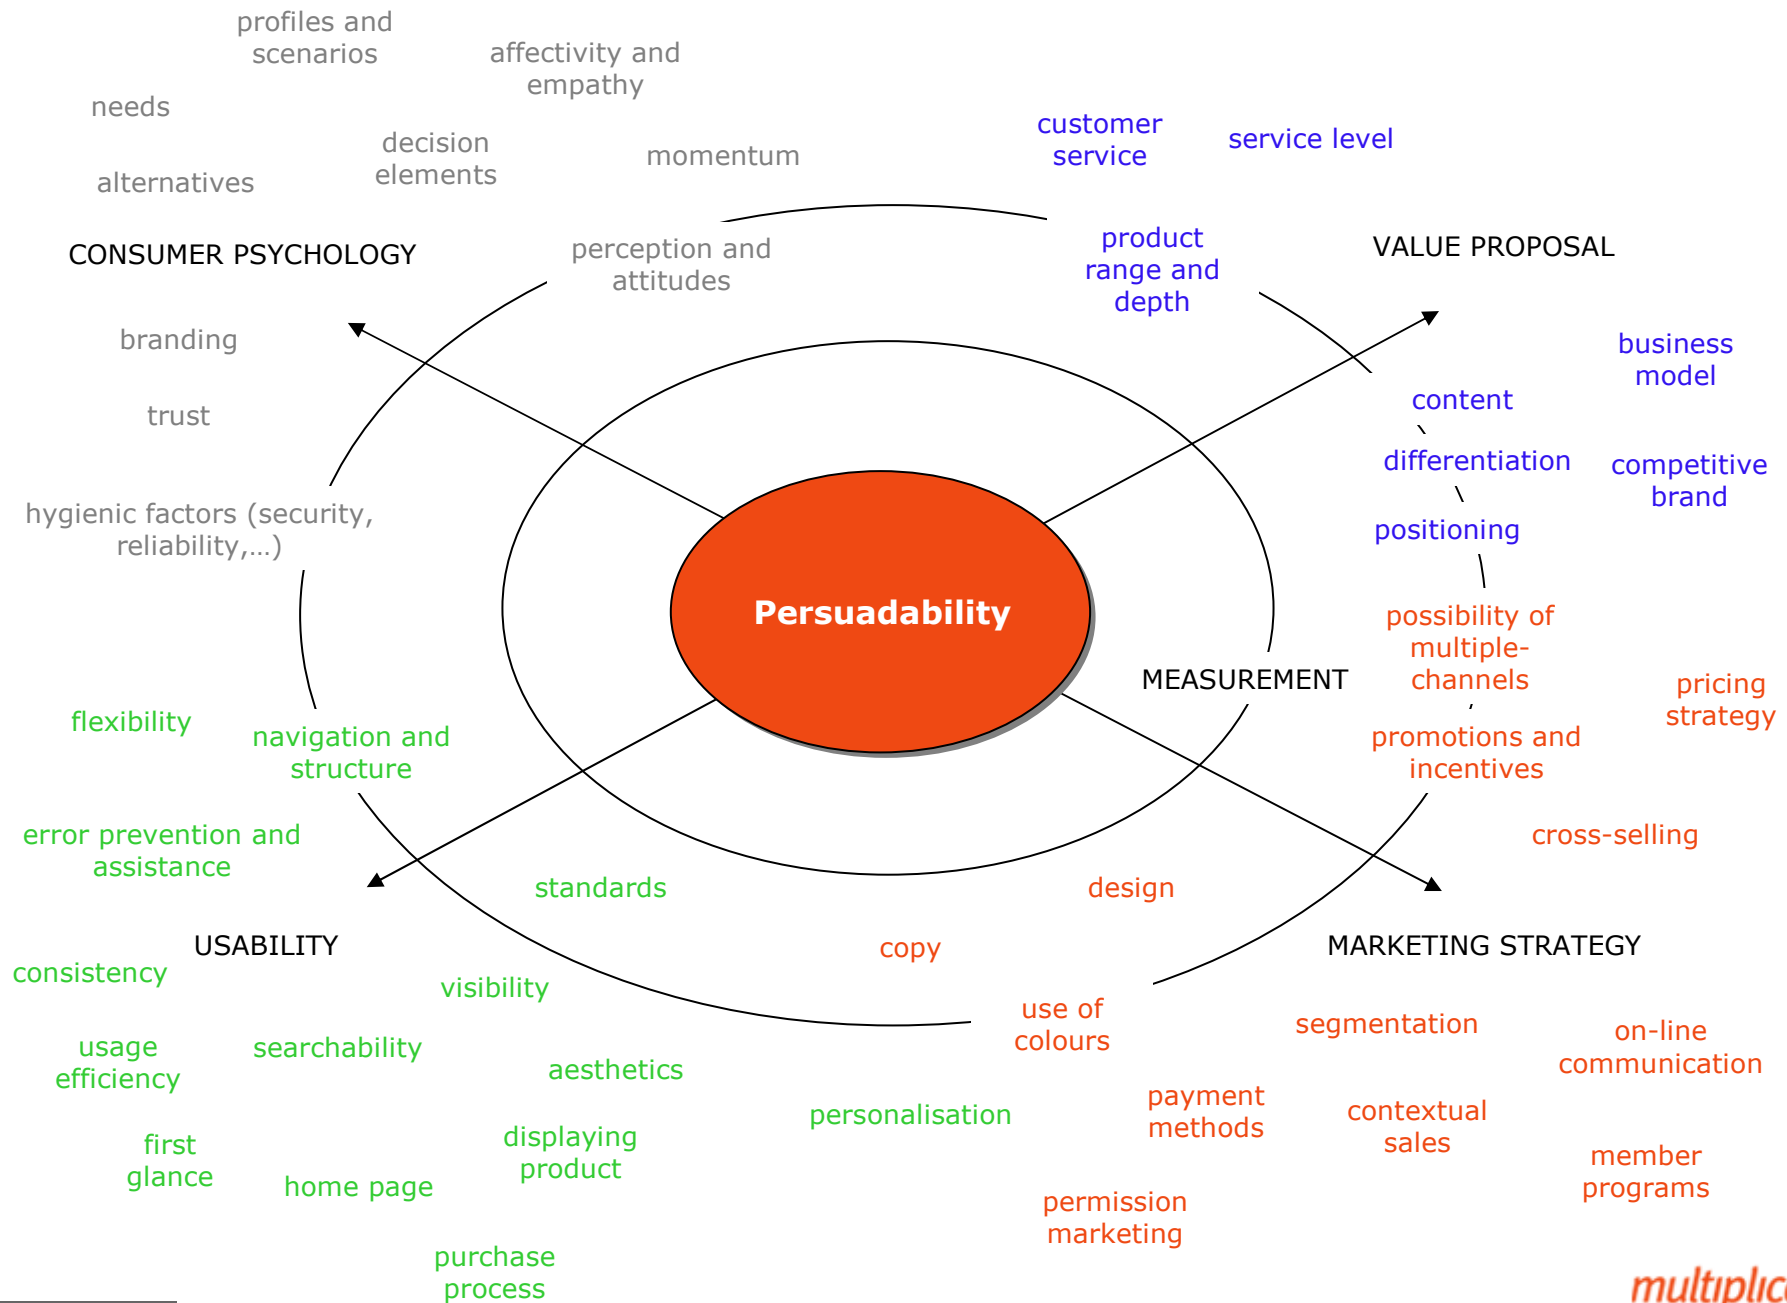 profiles and
scenarios
affectivity and
empathy
needs
decision
elements
momentum
alternatives
customer
service
service level
CONSUMER PSYCHOLOGY
perception and
attitudes
product
range and
depth
VALUE PROPOSAL
branding
trust
hygienic factors (security,
reliability,...)
business
model
content
differentiation
competitive
brand
positioning
Persuadability
MEASUREMENT
possibility of
multiple-
channels
pricing
strategy
promotions and
incentives
cross-selling
flexibility
navigation and
structure
error prevention and
assistance
standards
design
copy
USABILITY
MARKETING STRATEGY
consistency
visibility
usage
efficiency
searchability
aesthetics
personalisation
first
glance
home page
displaying
product
purchase
process
use of
colours
segmentation
on-line
communication
payment
methods
contextual
sales
member
programs
permission
marketing
multiplic